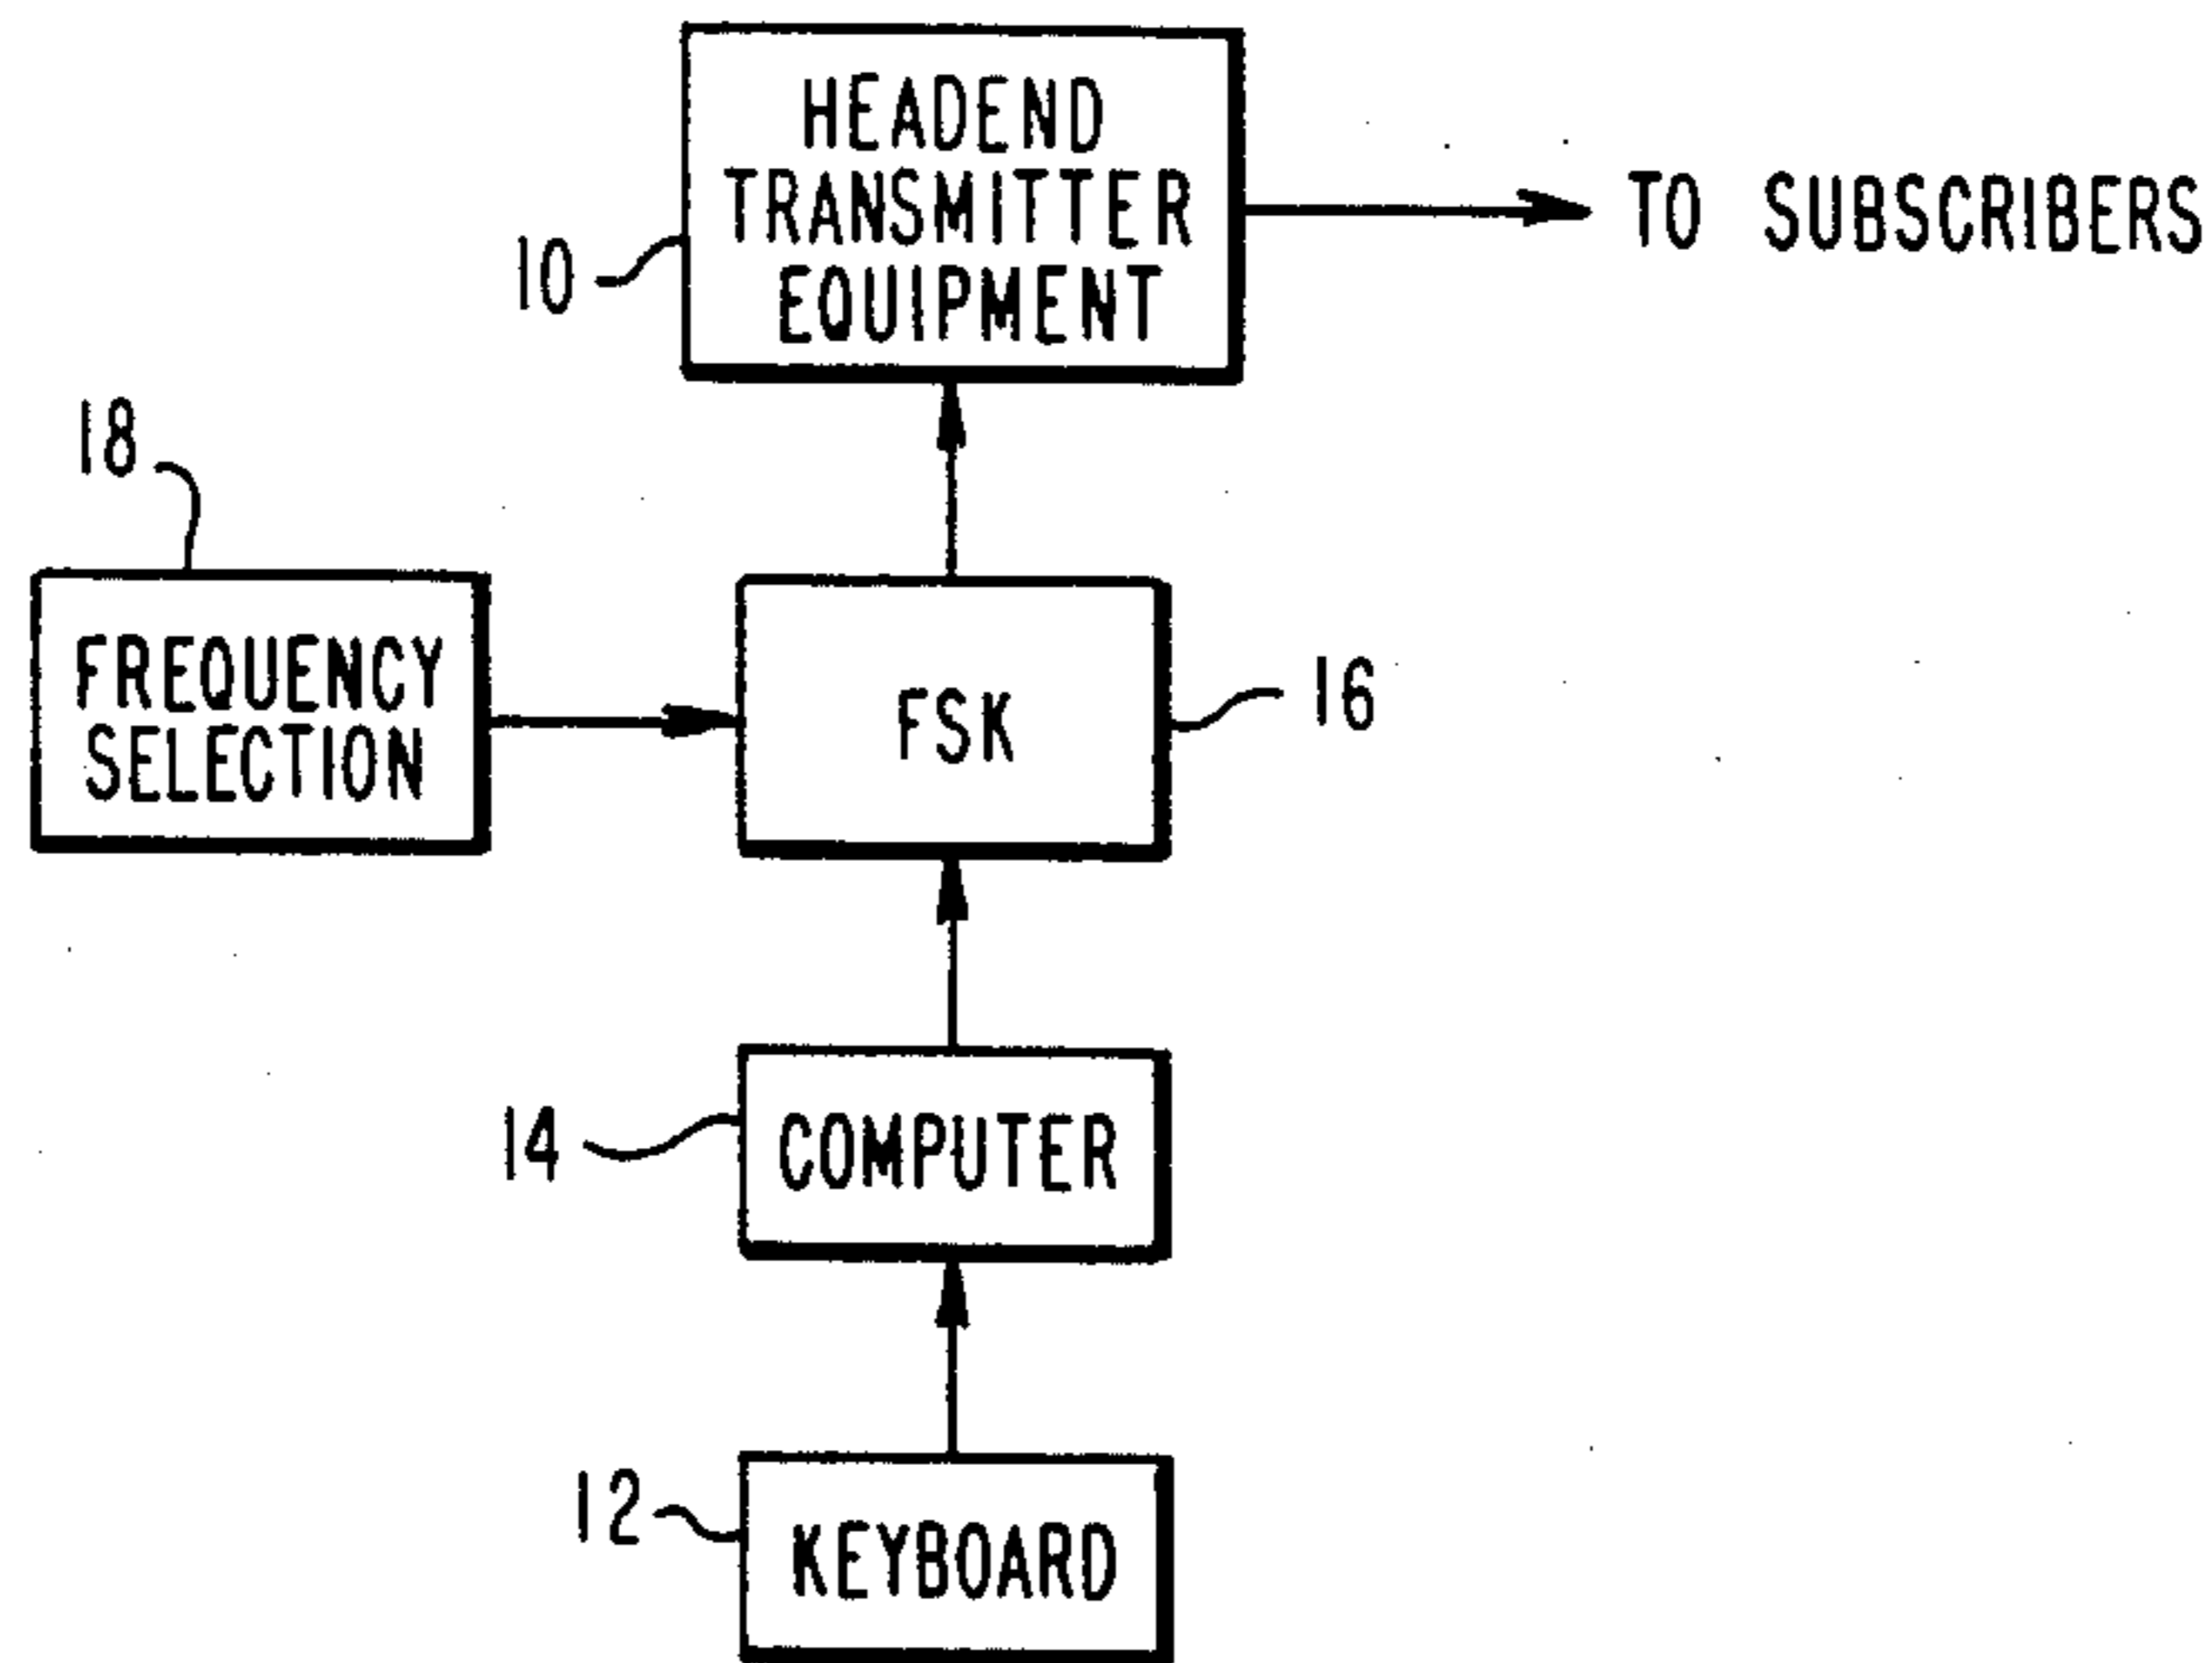 HEADEND
TRANSMITTER
EQUIPMENT
10
TO SUBSCRIBERS
18
FREQUENCY
SELECTION
FSK
16
14
COMPUTER
12
KEYBOARD